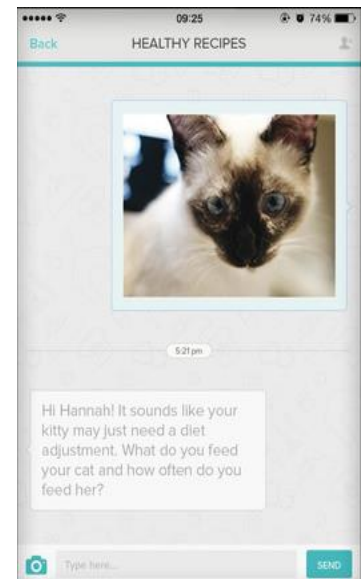 09:25
74%
Back
HEALTHY RECIPES
5:21 pm
Hi Hannah! It sounds like your
kitty may just need a diet
adjustment. What do you feed
your cat and how often do you
feed her?
Type here...
SEND